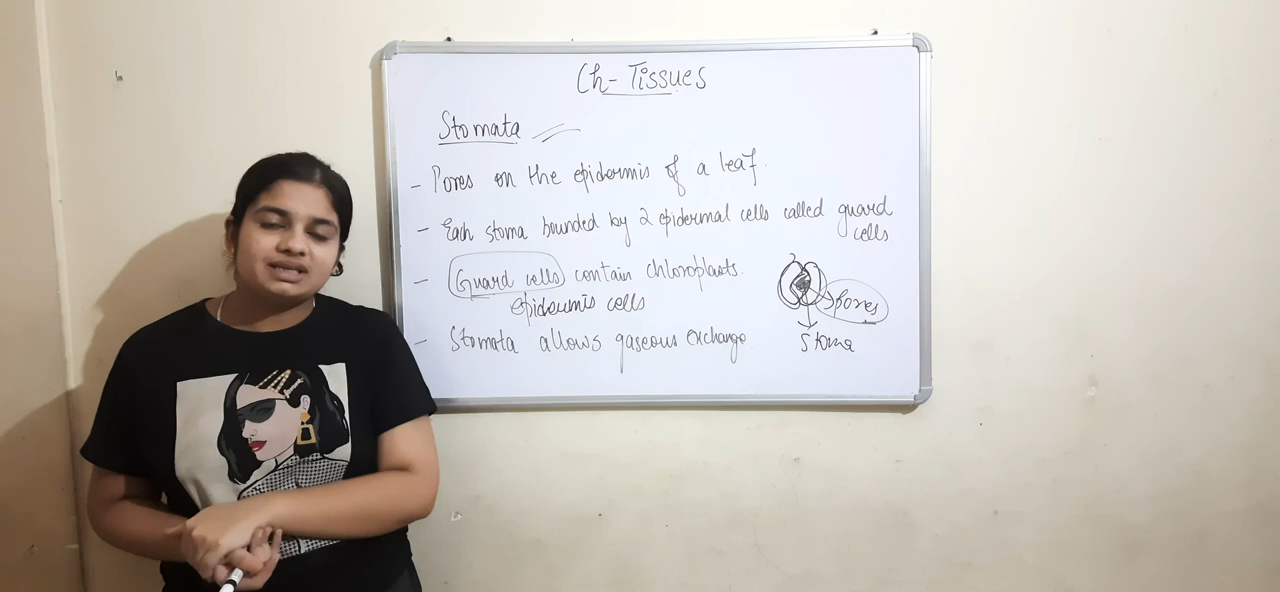 Ch- Tissues
Stomata
- Pores on the epidermis of a leaf.
- Each stoma bounded by 2 epidermal cells called guard
cells.
- Guard cells contain chloroplasts.
epidermis cells
- Stomata allows gaseous exchange.
Spores
Stoma